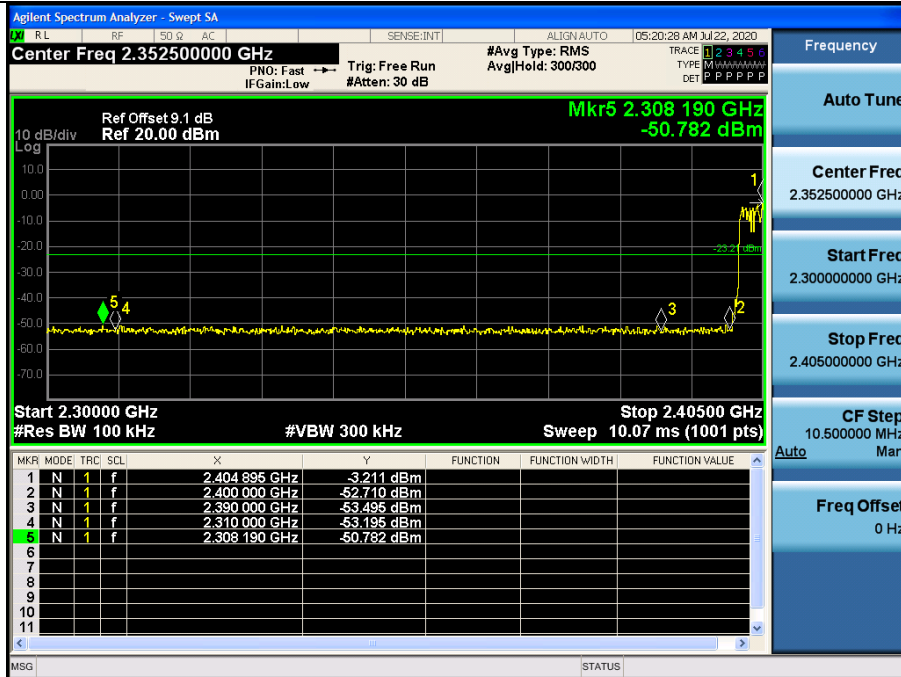 Agilent Spectrum Analyzer - Swept SA
LXI RL RF 50 Ω AC SENSE:INT ALIGN AUTO 05:20:28 AM Jul 22, 2020
Center Freq 2.352500000 GHz #Avg Type: RMS TRACE 1 2 3 4 5 6
PNO: Fast Trig: Free Run Avg|Hold: 300/300 TYPE M W W W W W
IFGain:Low #Atten: 30 dB DET P P P P P P
Frequency
Auto Tune
Center Freq
2.352500000 GHz
Start Freq
2.300000000 GHz
Stop Freq
2.405000000 GHz
CF Step
10.500000 MHz
Auto Man
Freq Offset
0 Hz
Mkr5 2.308 190 GHz
-50.782 dBm
Ref Offset 9.1 dB
10 dB/div Ref 20.00 dBm
Log
10.0
0.00
-10.0
-20.0
-30.0
-40.0
-50.0
-60.0
-70.0
1
-23.21 dBm
5 4 3 2
Start 2.30000 GHz Stop 2.40500 GHz
#Res BW 100 kHz #VBW 300 kHz Sweep 10.07 ms (1001 pts)
MKR MODE TRC SCL X Y FUNCTION FUNCTION WIDTH FUNCTION VALUE
1 N 1 f 2.404 895 GHz -3.211 dBm
2 N 1 f 2.400 000 GHz -52.710 dBm
3 N 1 f 2.390 000 GHz -53.495 dBm
4 N 1 f 2.310 000 GHz -53.195 dBm
5 N 1 f 2.308 190 GHz -50.782 dBm
6
7
8
9
10
11
MSG STATUS